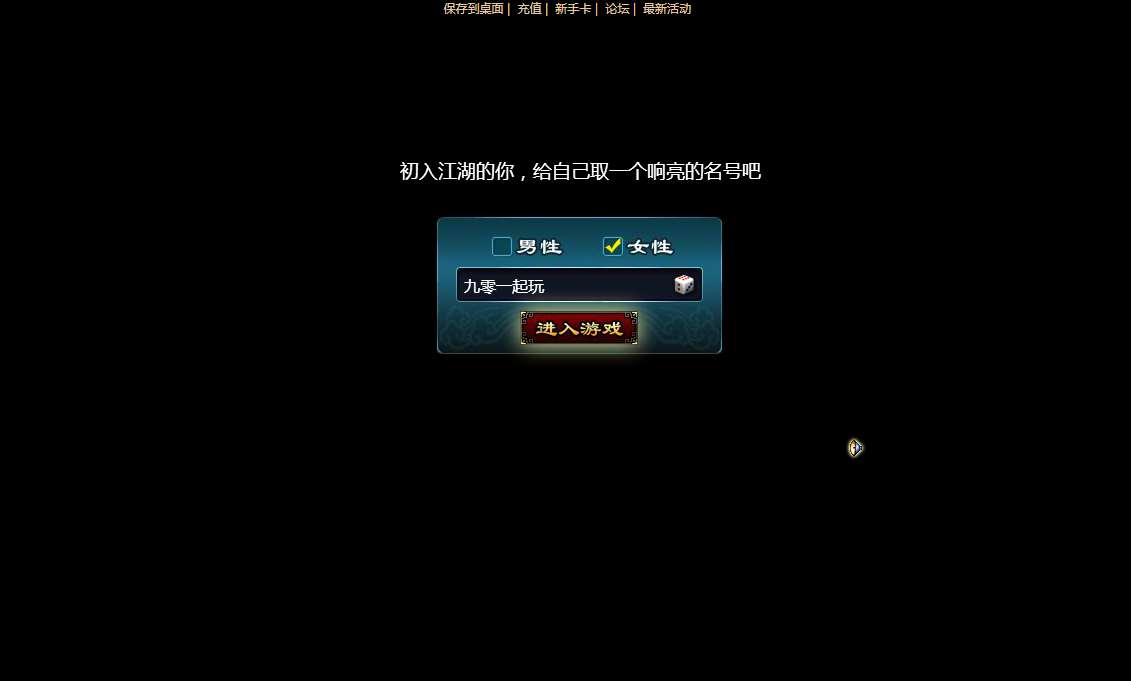 保存到桌面 | 充值 | 新手卡 | 论坛 | 最新活动
初入江湖的你，给自己取一个响亮的名号吧
男性 女性
九零一起玩
进入游戏